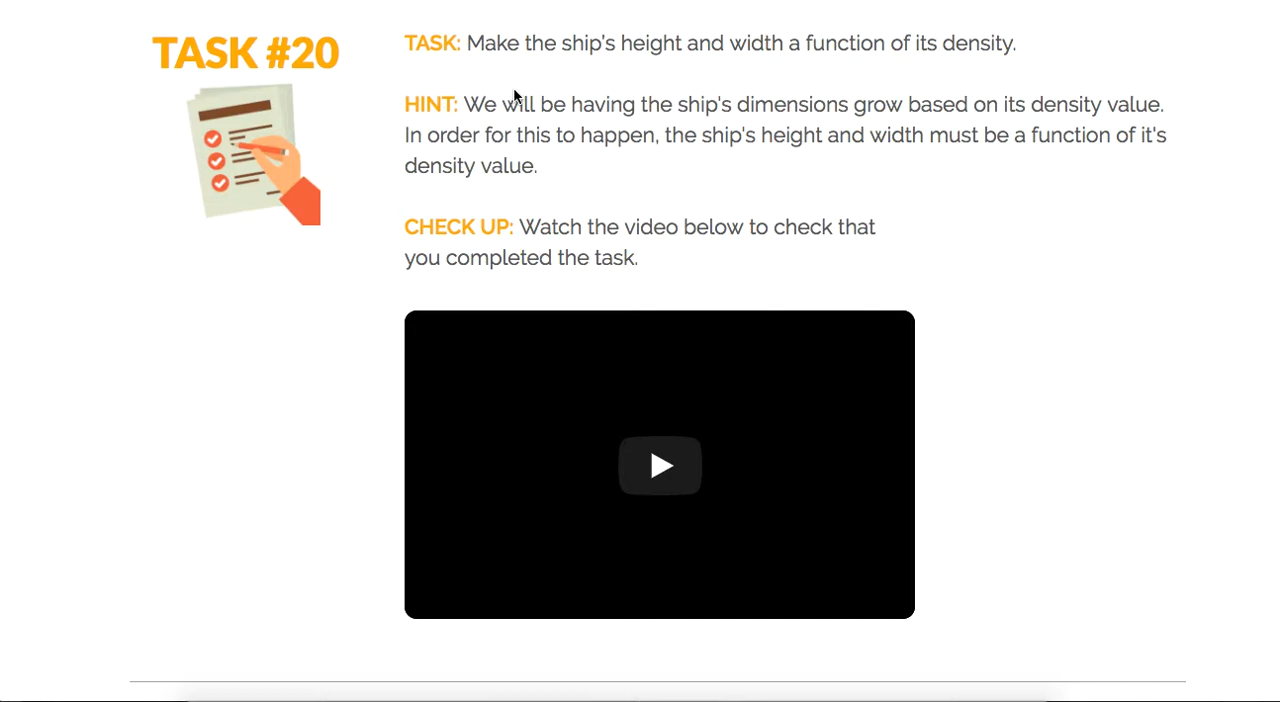 TASK #20
TASK: Make the ship's height and width a function of its density.
HINT: We will be having the ship's dimensions grow based on its density value.
In order for this to happen, the ship's height and width must be a function of it's
density value.
CHECK UP: Watch the video below to check that
you completed the task.